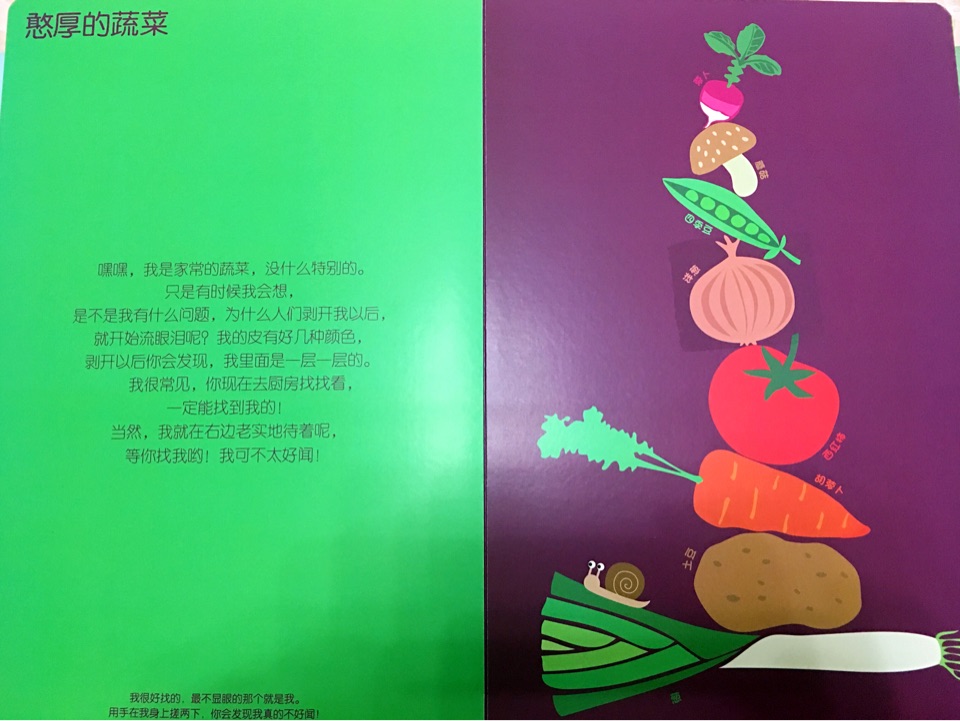 憨厚的蔬菜
嘿嘿，我是家常的蔬菜，没什么特别的。
只是有时候我会想，
是不是我有什么问题，为什么人们剥开我以后，
就开始流眼泪呢？我的皮有好几种颜色，
剥开以后你会发现，我里面是一层一层的。
我很常见，你现在去厨房找找看，
一定能找到我的！
当然，我就在右边老实地待着呢，
等你找我哟！我可不太好闻！
我很好找的，最不显眼的那个就是我。
用手在我身上搓两下，你会发现我真的不好闻！
蘑菇
四季豆
洋葱
西红柿
胡萝卜
土豆